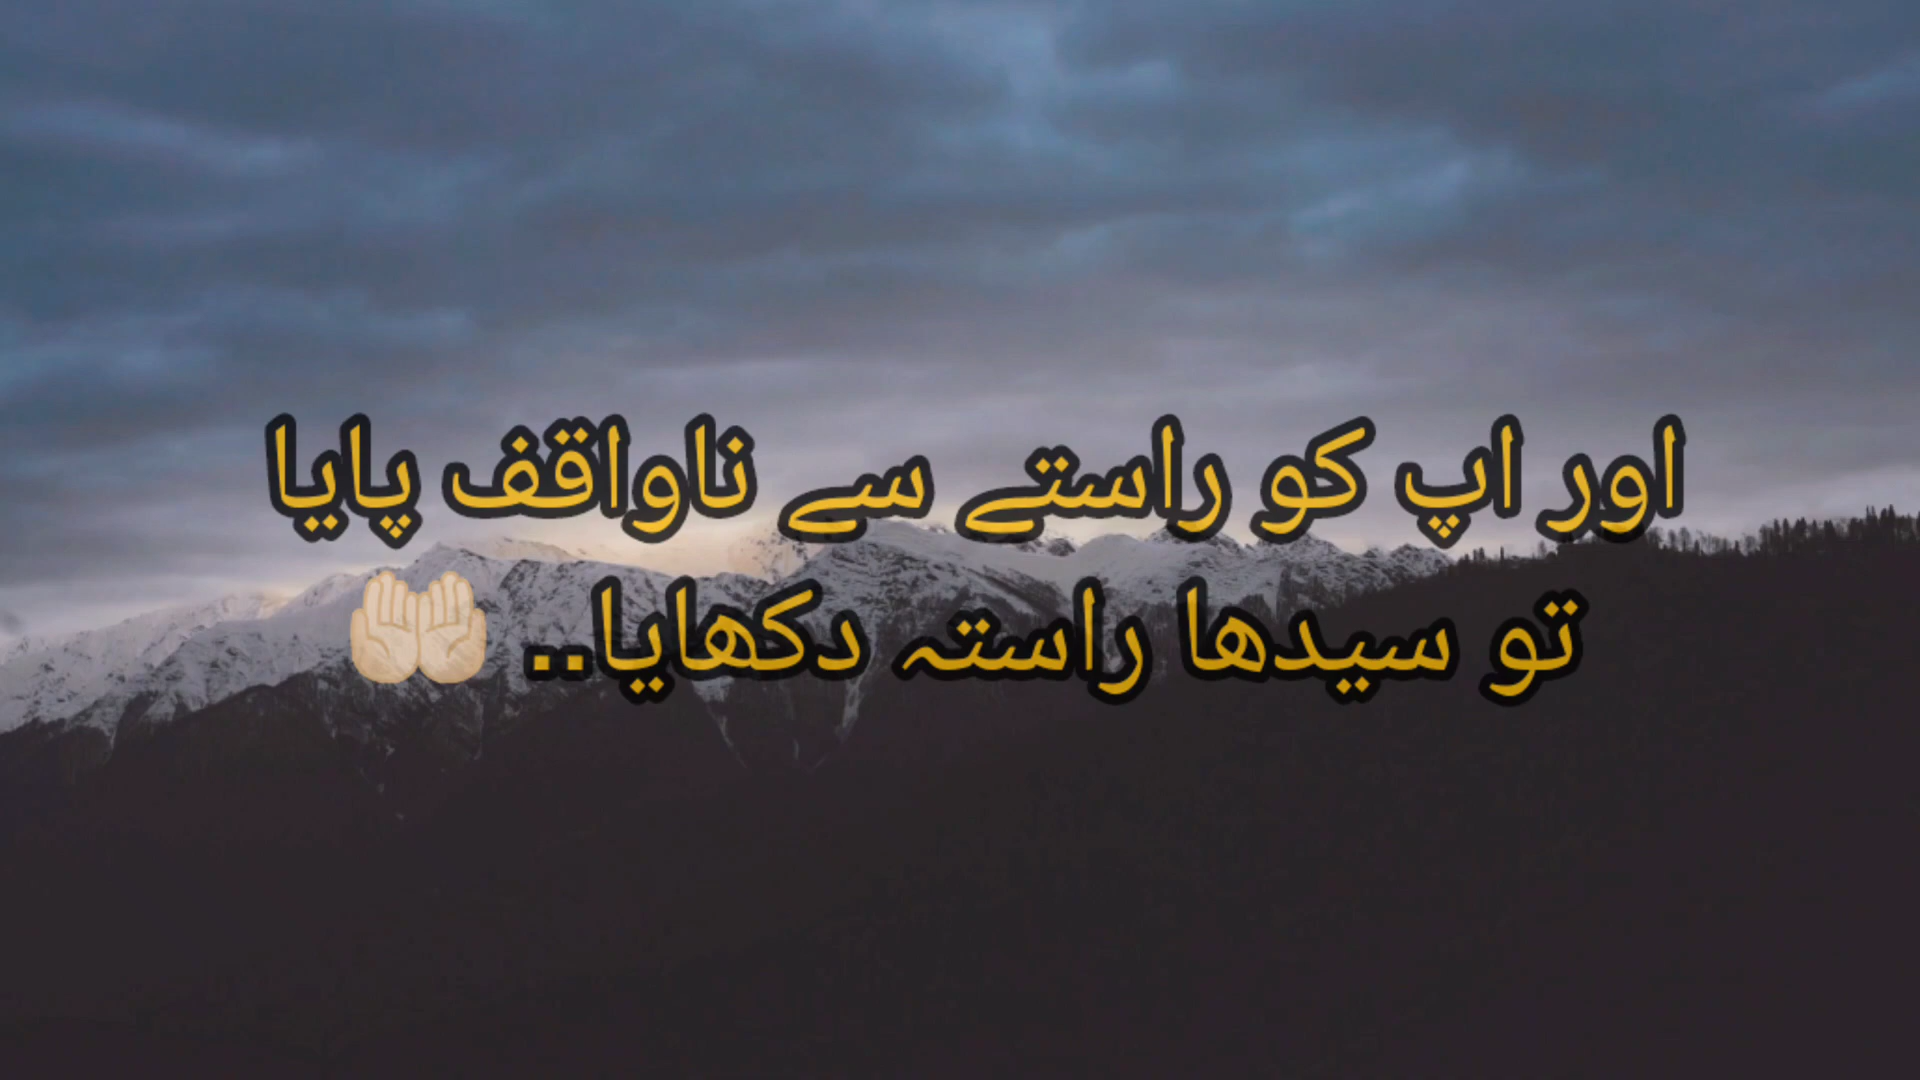 اور اپ کو راستے سے ناواقف پایا
تو سیدھا راستہ دکھایا.. 🤲🏻